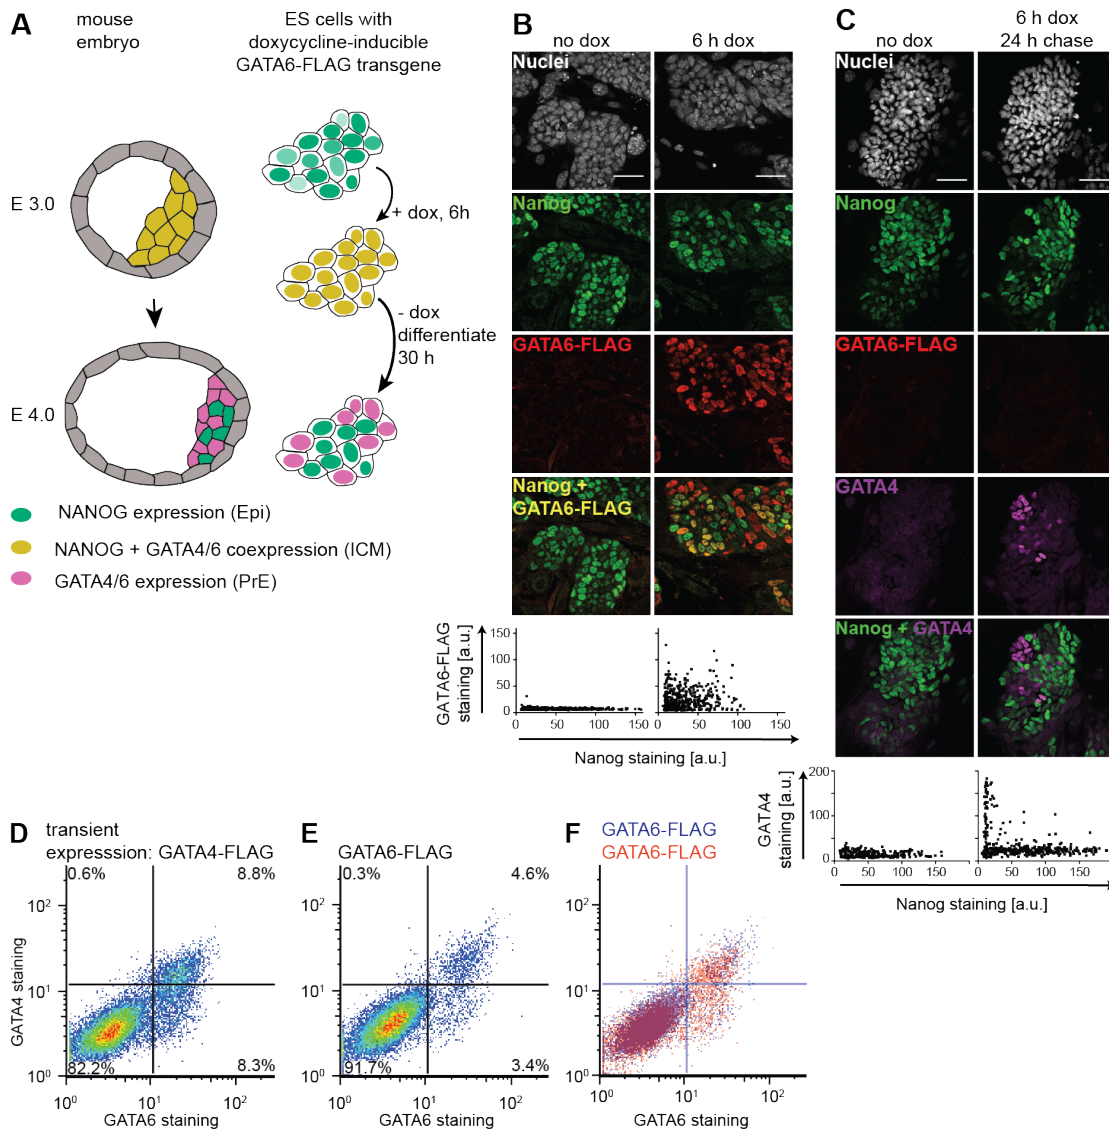 A
mouse
embryo
ES cells with
doxycycline-inducible
GATA6-FLAG transgene
E 3.0
+ dox, 6h
- dox
differentiate
30 h
E 4.0
NANOG expression (Epi)
NANOG + GATA4/6 coexpression (ICM)
GATA4/6 expression (PrE)
B
no dox
6 h dox
Nuclei
Nanog
GATA6-FLAG
Nanog +
GATA6-FLAG
GATA6-FLAG
staining [a.u.]
150
100
50
0
0 50 100 150
0 50 100 150
Nanog staining [a.u.]
C
no dox
6 h dox
24 h chase
Nuclei
Nanog
GATA6-FLAG
GATA4
Nanog + GATA4
GATA4
staining [a.u.]
200
100
0
0 50 100 150
0 50 100 150
Nanog staining [a.u.]
D
transient
expresssion: GATA4-FLAG
0.6%
8.8%
82.2%
8.3%
GATA4 staining
10²
10¹
10⁰
10⁰ 10¹ 10²
GATA6 staining
E
GATA6-FLAG
0.3%
4.6%
91.7%
3.4%
10²
10¹
10⁰
10⁰ 10¹ 10²
GATA6 staining
F
GATA6-FLAG
GATA6-FLAG
10²
10¹
10⁰
10⁰ 10¹ 10²
GATA6 staining